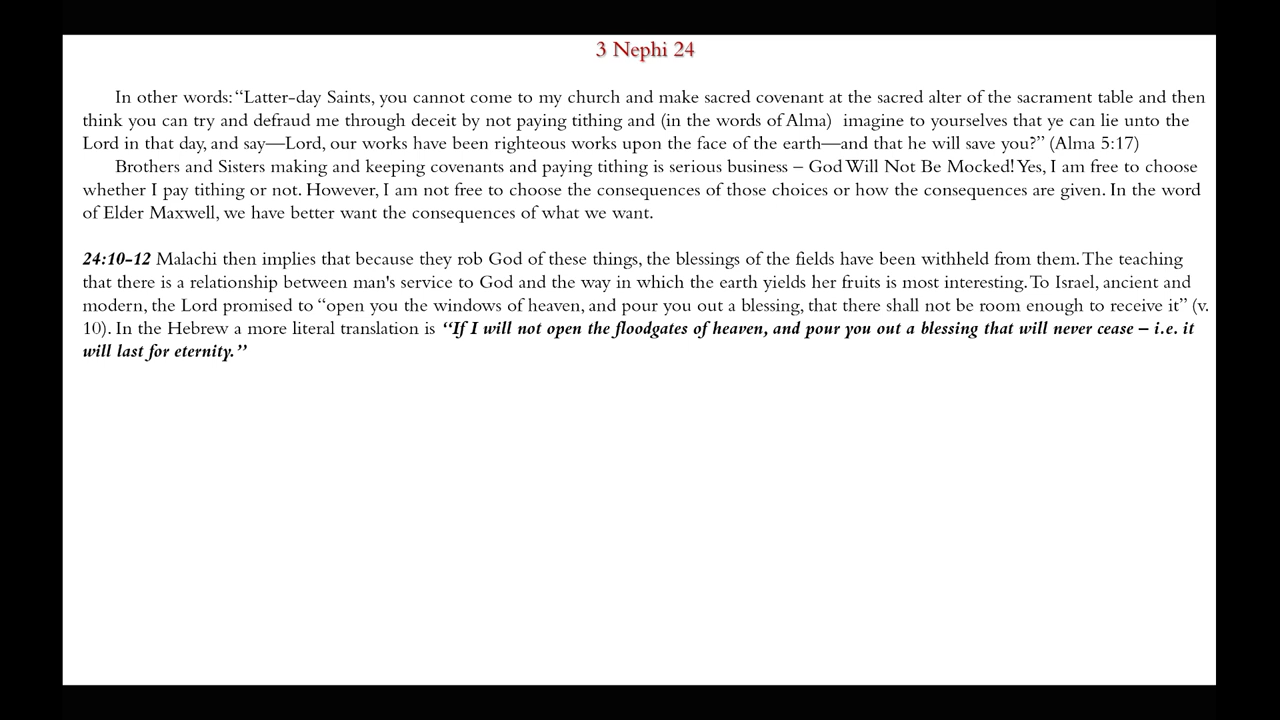 3 Nephi 24
In other words: “Latter-day Saints, you cannot come to my church and make sacred covenant at the sacred alter of the sacrament table and then
think you can try and defraud me through deceit by not paying tithing and (in the words of Alma) imagine to yourselves that ye can lie unto the
Lord in that day, and say—Lord, our works have been righteous works upon the face of the earth—and that he will save you?” (Alma 5:17)
Brothers and Sisters making and keeping covenants and paying tithing is serious business – God Will Not Be Mocked! Yes, I am free to choose
whether I pay tithing or not. However, I am not free to choose the consequences of those choices or how the consequences are given. In the word
of Elder Maxwell, we have better want the consequences of what we want.
24:10-12 Malachi then implies that because they rob God of these things, the blessings of the fields have been withheld from them. The teaching
that there is a relationship between man's service to God and the way in which the earth yields her fruits is most interesting. To Israel, ancient and
modern, the Lord promised to “open you the windows of heaven, and pour you out a blessing, that there shall not be room enough to receive it” (v.
10). In the Hebrew a more literal translation is “If I will not open the floodgates of heaven, and pour you out a blessing that will never cease – i.e. it
will last for eternity.”